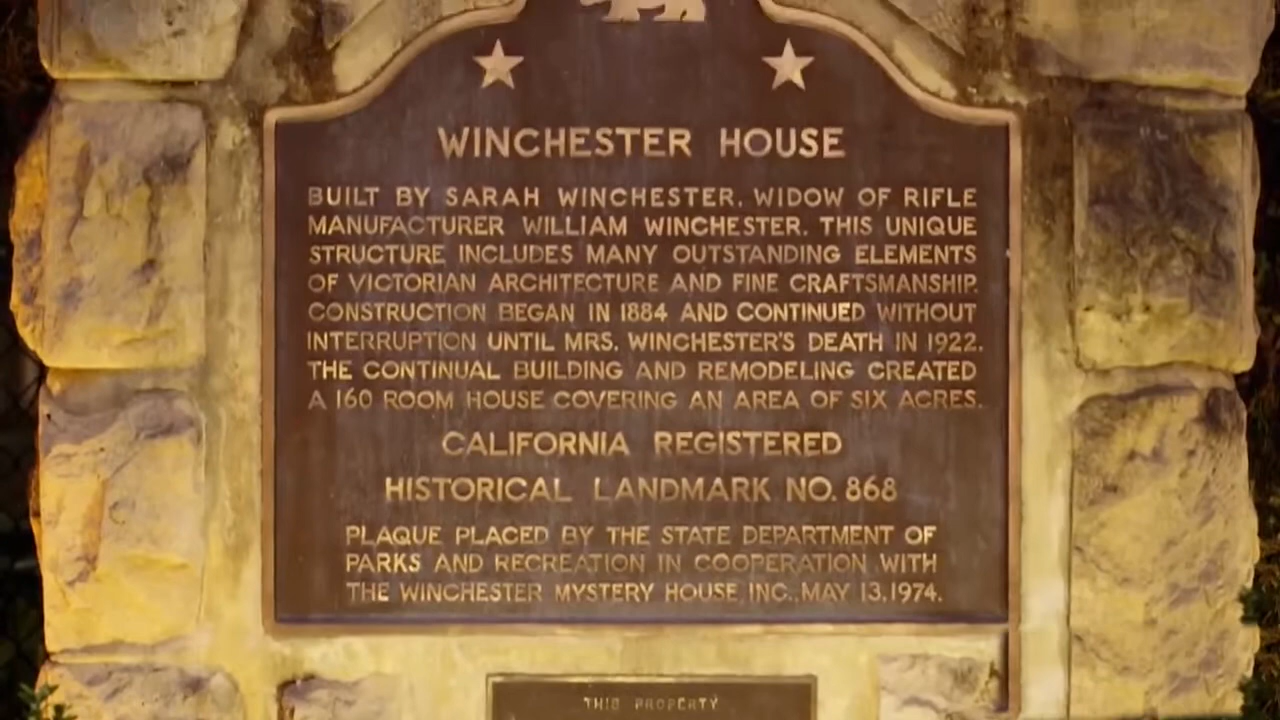 WINCHESTER HOUSE
BUILT BY SARAH WINCHESTER, WIDOW OF RIFLE
MANUFACTURER WILLIAM WINCHESTER. THIS UNIQUE
STRUCTURE INCLUDES MANY OUTSTANDING ELEMENTS
OF VICTORIAN ARCHITECTURE AND FINE CRAFTSMANSHIP.
CONSTRUCTION BEGAN IN 1884 AND CONTINUED WITHOUT
INTERRUPTION UNTIL MRS. WINCHESTER'S DEATH IN 1922.
THE CONTINUAL BUILDING AND REMODELING CREATED
A 160 ROOM HOUSE COVERING AN AREA OF SIX ACRES.
CALIFORNIA REGISTERED
HISTORICAL LANDMARK NO. 868
PLAQUE PLACED BY THE STATE DEPARTMENT OF
PARKS AND RECREATION IN COOPERATION WITH
THE WINCHESTER MYSTERY HOUSE, INC., MAY 13, 1974.
THIS PROPERTY